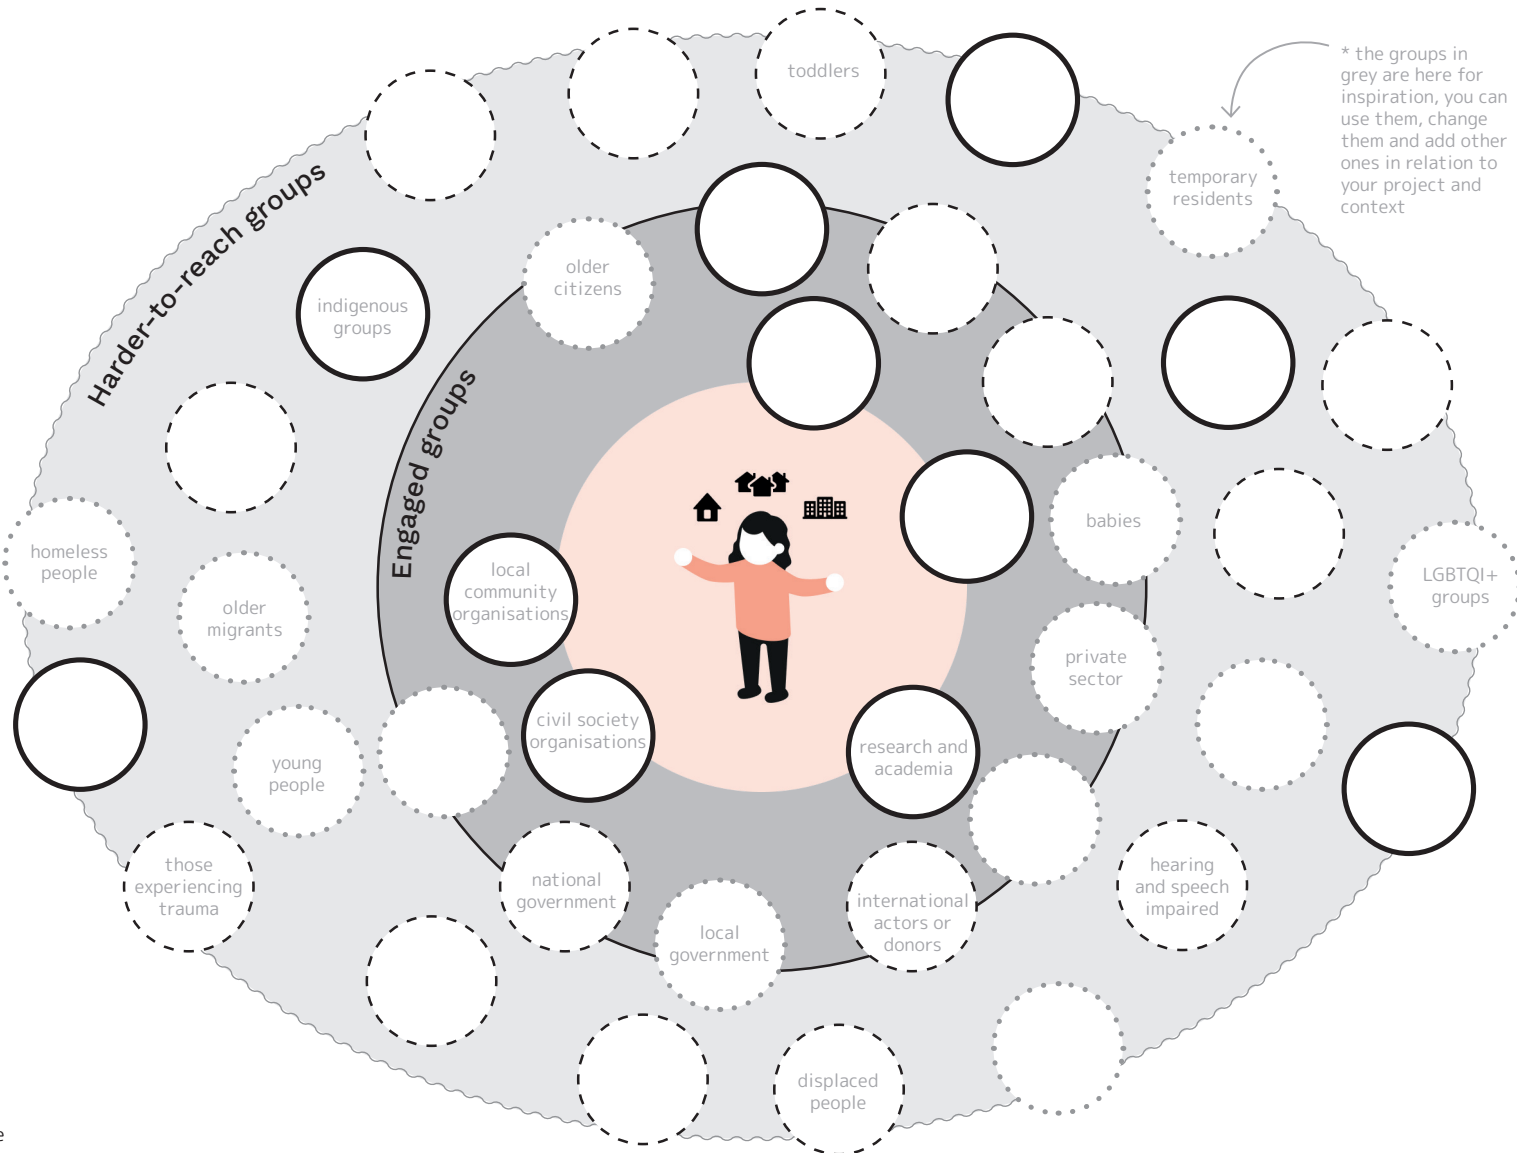 toddlers
* the groups in
grey are here for
inspiration, you can
use them, change
them and add other
ones in relation to
your project and
context
temporary
residents
Harder-to-reach groups
older
citizens
indigenous
groups
Engaged groups
babies
homeless
people
older
migrants
local
community
organisations
LGBTQI+
groups
private
sector
civil society
organisations
research and
academia
young
people
those
experiencing
trauma
national
government
local
government
international
actors or
donors
hearing
and speech
impaired
displaced
people
e